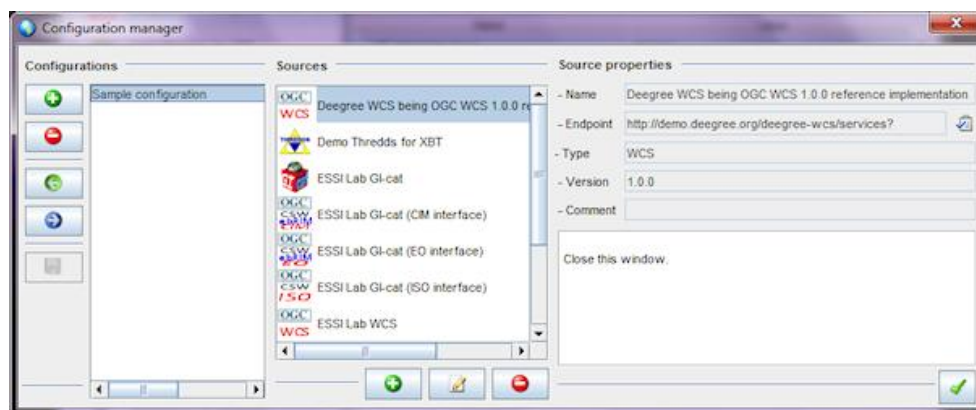 Configuration manager
Configurations
Sample configuration
Sources
OGC WCS
Deegree WCS being OGC WCS 1.0.0 re
Demo Thredds for XBT
ESSI Lab GI-cat
OGC CSW
ESSI Lab GI-cat (CIM interface)
OGC CSW EO
ESSI Lab GI-cat (EO interface)
OGC CSW ISO
ESSI Lab GI-cat (ISO interface)
OGC WCS
ESSI Lab WCS
Source properties
- Name Deegree WCS being OGC WCS 1.0.0 reference implementation
- Endpoint http://demo.deegree.org/deegree-wcs/services?
- Type WCS
- Version 1.0.0
- Comment
Close this window.